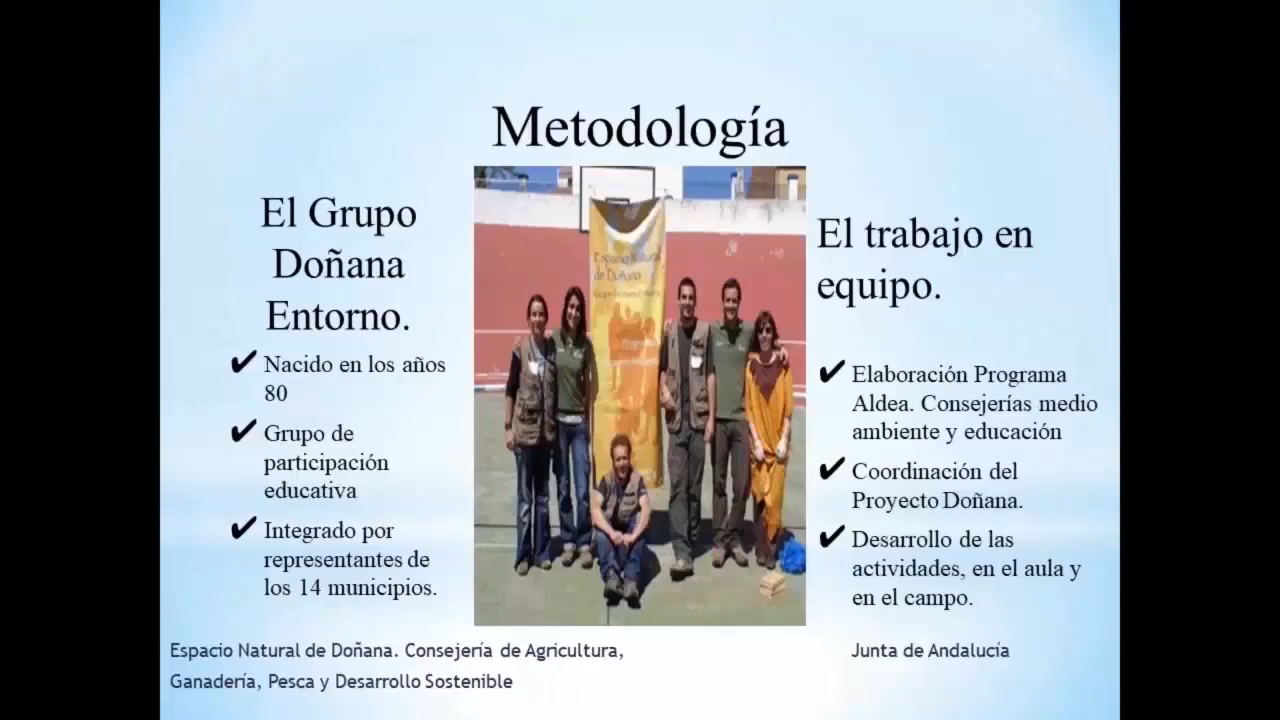 Metodología
El Grupo
Doñana
Entorno.
✔ Nacido en los años
80
✔ Grupo de
participación
educativa
✔ Integrado por
representantes de
los 14 municipios.
Espacio Natural
de Doñana
El trabajo en
equipo.
✔ Elaboración Programa
Aldea. Consejerías medio
ambiente y educación
✔ Coordinación del
Proyecto Doñana.
✔ Desarrollo de las
actividades, en el aula y
en el campo.
Espacio Natural de Doñana. Consejería de Agricultura,
Ganadería, Pesca y Desarrollo Sostenible
Junta de Andalucía